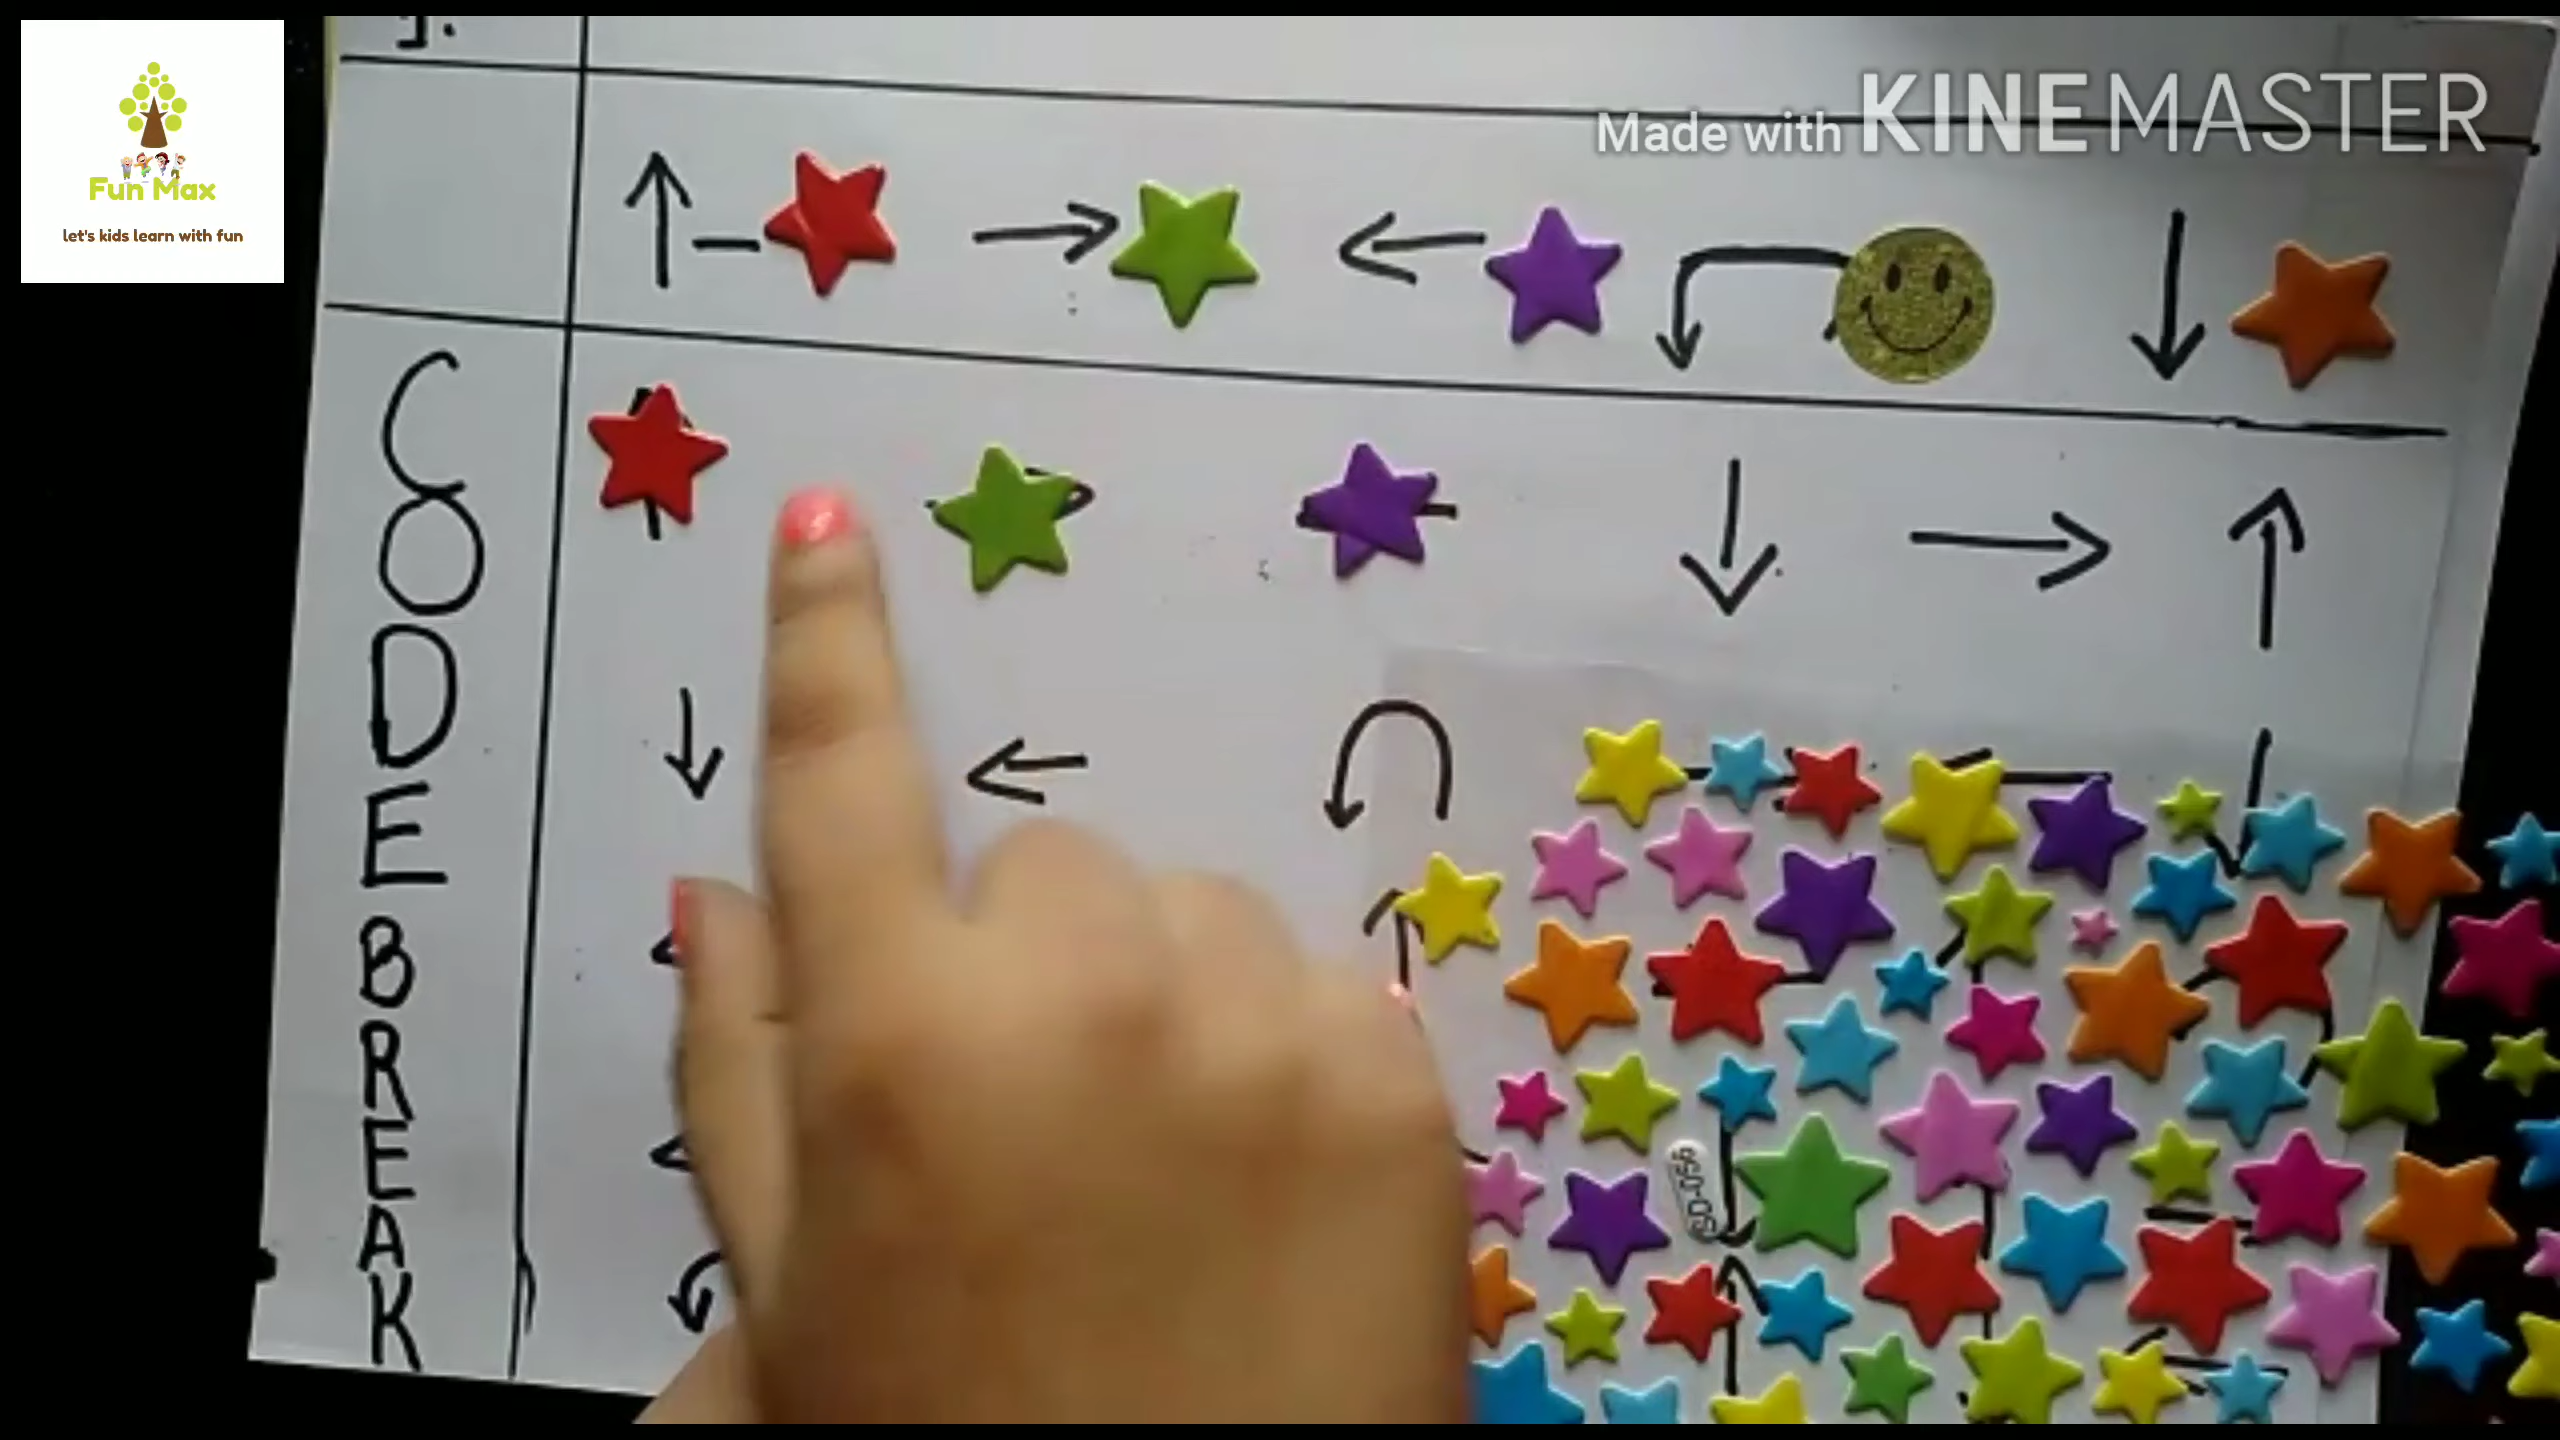 Fun Max
let's kids learn with fun
Made with KINEMASTER
CODE
BREAK